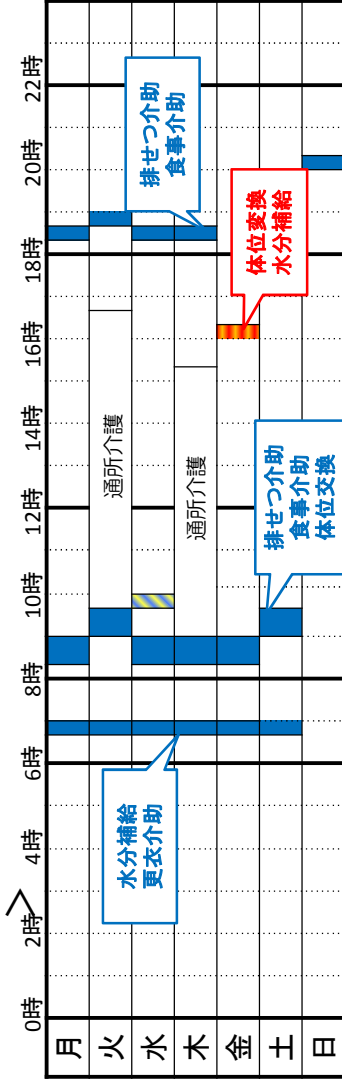 0時 2時 4時 6時 8時 10時 12時 14時 16時 18時 20時 22時
月
火
水
木
金
土
日
通所介護
通所介護
水分補給
更衣介助
排せつ介助
食事介助
体位交換
体位変換
水分補給
排せつ介助
食事介助